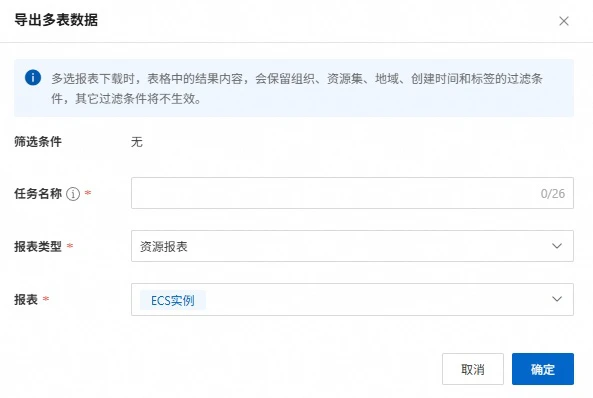 导出多表数据
多选报表下载时，表格中的结果内容，会保留组织、资源集、地域、创建时间和标签的过滤条
件，其它过滤条件将不生效。
筛选条件 无
任务名称 * 0/26
报表类型 * 资源报表
报表 * ECS实例
取消 确定